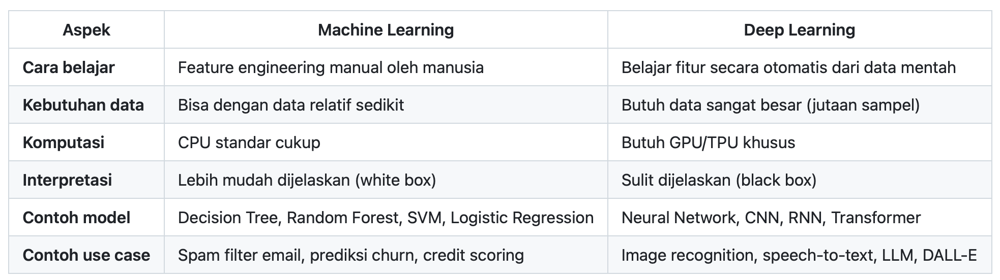 Aspek Machine Learning Deep Learning
Cara belajar Feature engineering manual oleh manusia Belajar fitur secara otomatis dari data mentah
Kebutuhan data Bisa dengan data relatif sedikit Butuh data sangat besar (jutaan sampel)
Komputasi CPU standar cukup Butuh GPU/TPU khusus
Interpretasi Lebih mudah dijelaskan (white box) Sulit dijelaskan (black box)
Contoh model Decision Tree, Random Forest, SVM, Logistic Regression Neural Network, CNN, RNN, Transformer
Contoh use case Spam filter email, prediksi churn, credit scoring Image recognition, speech-to-text, LLM, DALL-E